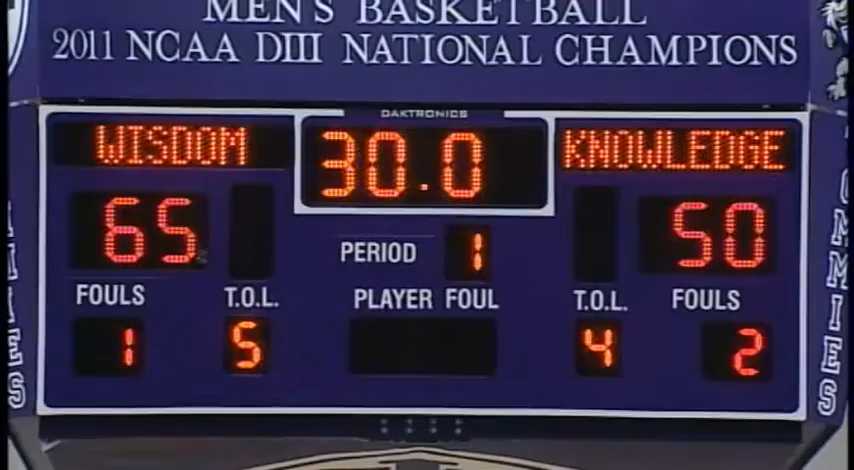 MEN'S BASKETBALL
2011 NCAA DIII NATIONAL CHAMPIONS
DAKTRONICS
WISDOM 30.0 KNOWLEDGE
65 50
PERIOD 1
FOULS T.O.L. PLAYER FOUL T.O.L. FOULS
1 5 4 2
OMMIES